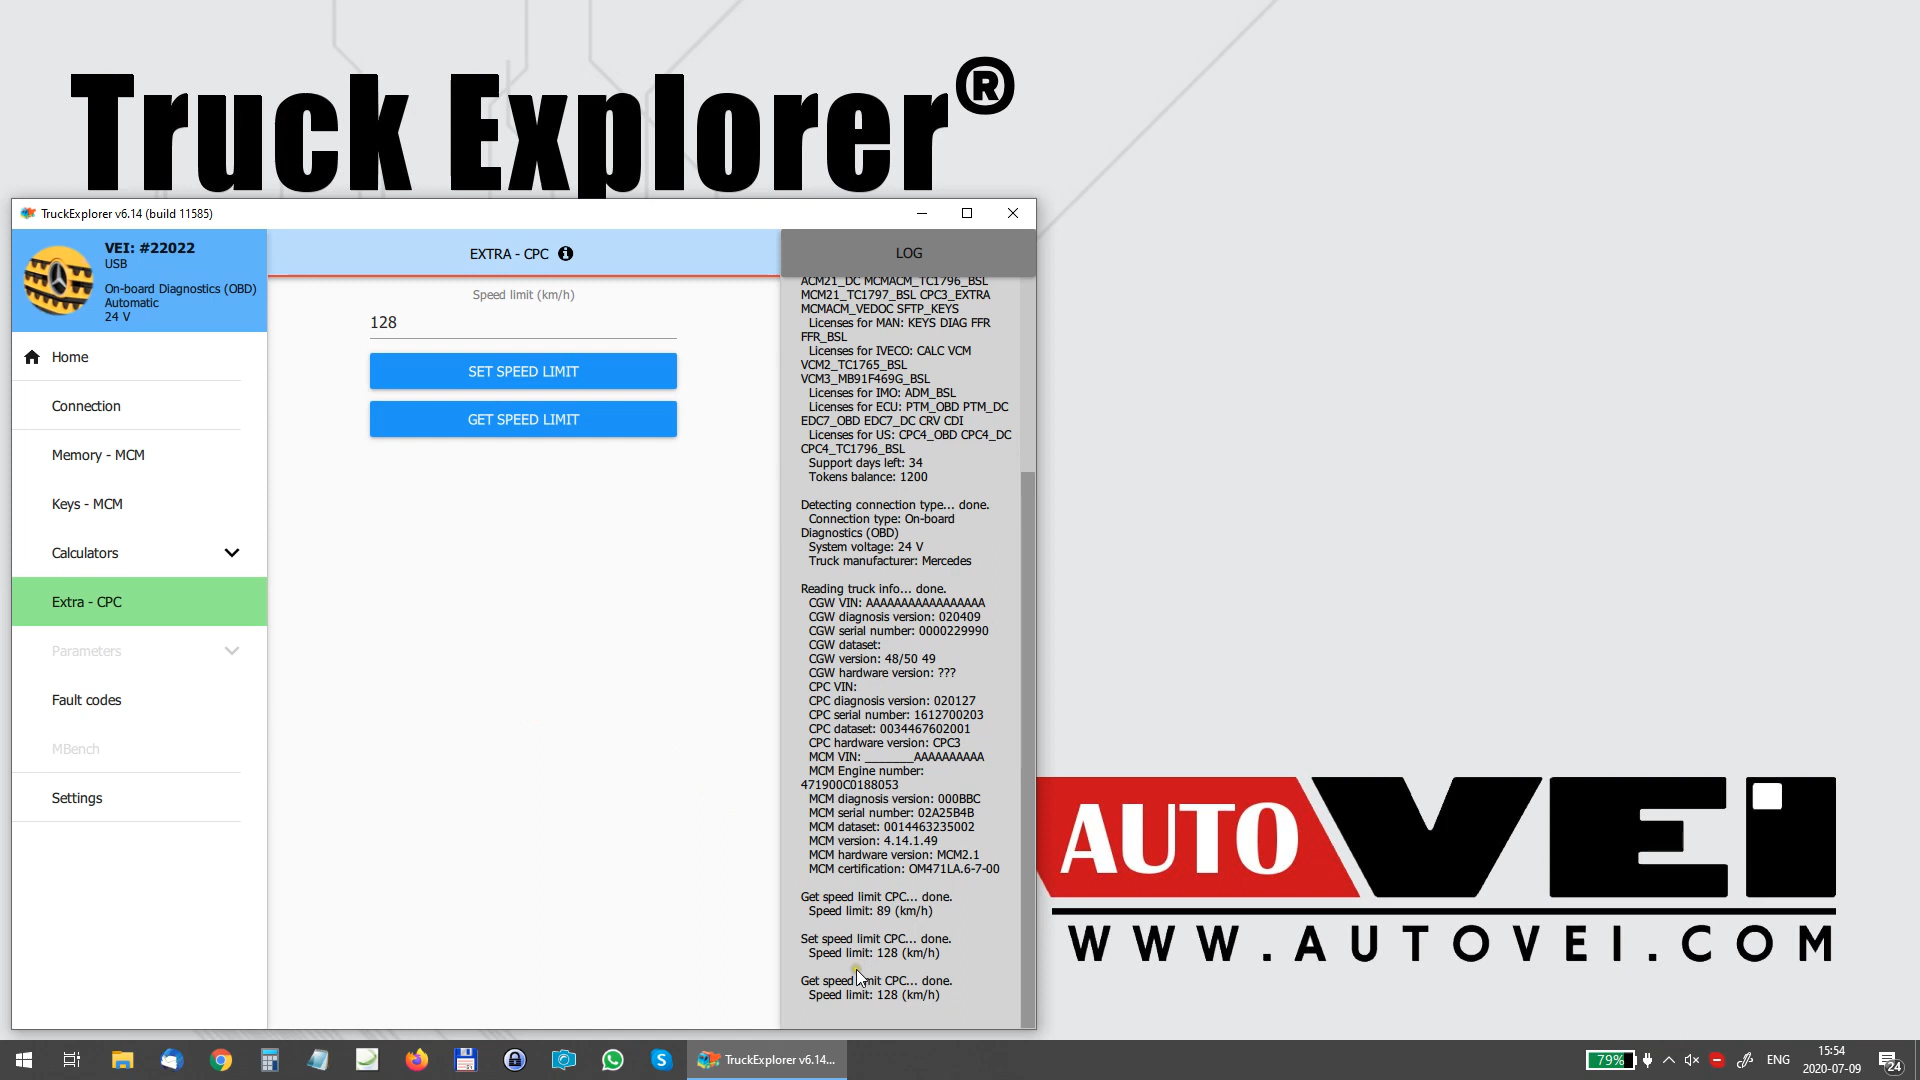 Truck Explorer®
TruckExplorer v6.14 (build 11585)
VEI: #22022
USB
On-board Diagnostics (OBD)
Automatic
24 V
Home
Connection
Memory - MCM
Keys - MCM
Calculators
Extra - CPC
Parameters
Fault codes
MBench
Settings
EXTRA - CPC
Speed limit (km/h)
128
SET SPEED LIMIT
GET SPEED LIMIT
LOG
ACM21_DC MCMACM_TC1796_BSL
MCM21_TC1797_BSL CPC3_EXTRA
MCMACM_VEDOC SFTP_KEYS
Licenses for MAN: KEYS DIAG FFR
FFR_BSL
Licenses for IVECO: CALC VCM
VCM2_TC1765_BSL
VCM3_MB91F469G_BSL
Licenses for IMO: ADM_BSL
Licenses for ECU: PTM_OBD PTM_DC
EDC7_OBD EDC7_DC CRV CDI
Licenses for US: CPC4_OBD CPC4_DC
CPC4_TC1796_BSL
Support days left: 34
Tokens balance: 1200
Detecting connection type... done.
Connection type: On-board
Diagnostics (OBD)
System voltage: 24 V
Truck manufacturer: Mercedes
Reading truck info... done.
CGW VIN: AAAAAAAAAAAAAAAAA
CGW diagnosis version: 020409
CGW serial number: 0000229990
CGW dataset:
CGW version: 48/50 49
CGW hardware version: ???
CPC VIN:
CPC diagnosis version: 020127
CPC serial number: 1612700203
CPC dataset: 0034467602001
CPC hardware version: CPC3
MCM VIN: _______AAAAAAAAAA
MCM Engine number:
471900C0188053
MCM diagnosis version: 000BBC
MCM serial number: 02A25B4B
MCM dataset: 0014463235002
MCM version: 4.14.1.49
MCM hardware version: MCM2.1
MCM certification: OM471LA.6-7-00
Get speed limit CPC... done.
Speed limit: 89 (km/h)
Set speed limit CPC... done.
Speed limit: 128 (km/h)
Get speed limit CPC... done.
Speed limit: 128 (km/h)
AUTOVEI
WWW.AUTOVEI.COM
TruckExplorer v6.14...
79%
ENG
15:54
2020-07-09
24